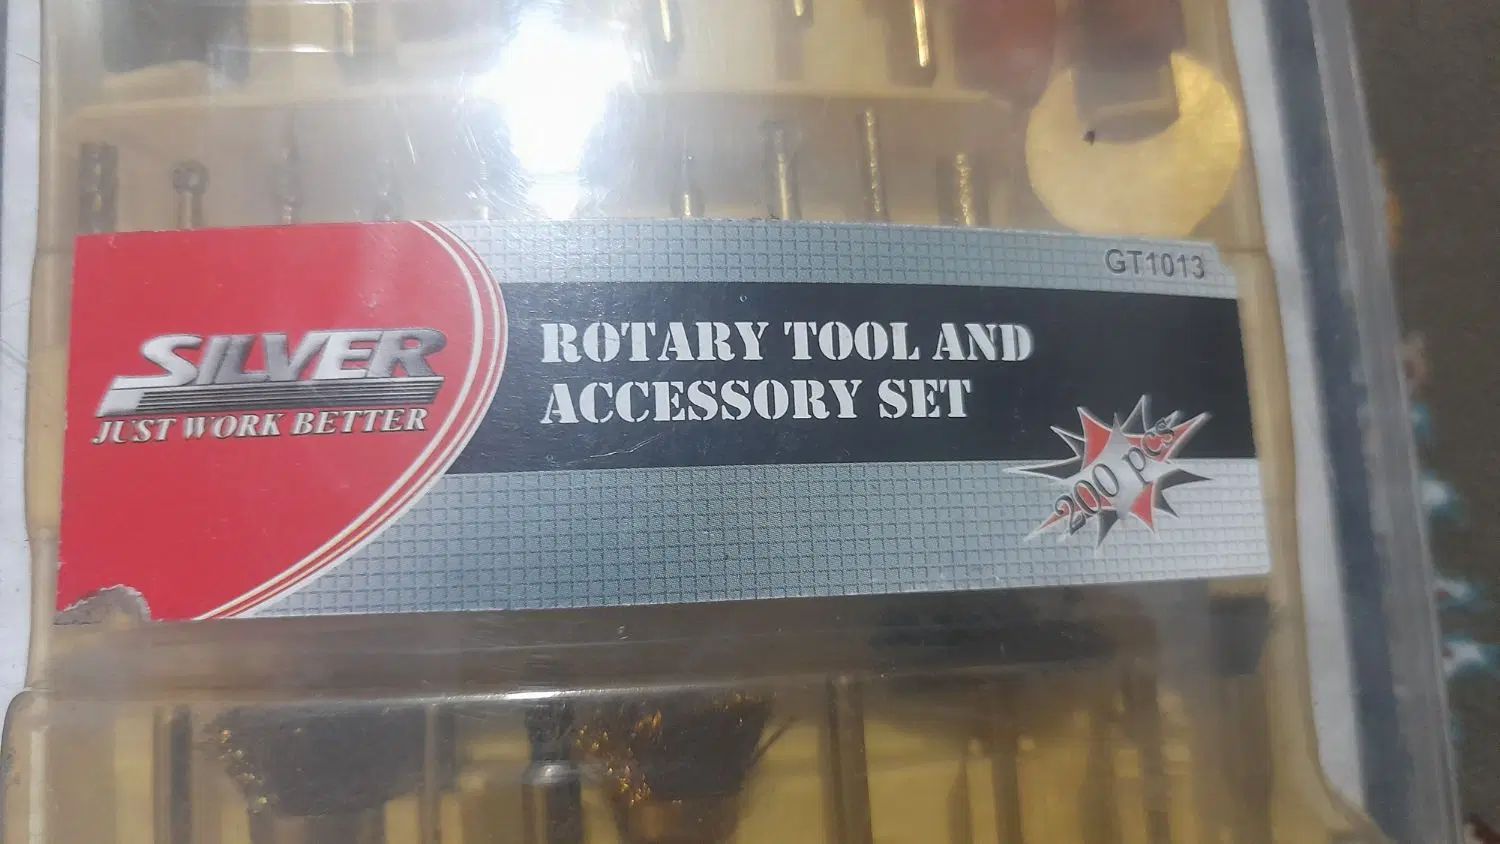 GT1013
SILVER
JUST WORK BETTER
ROTARY TOOL AND
ACCESSORY SET
200 pcs